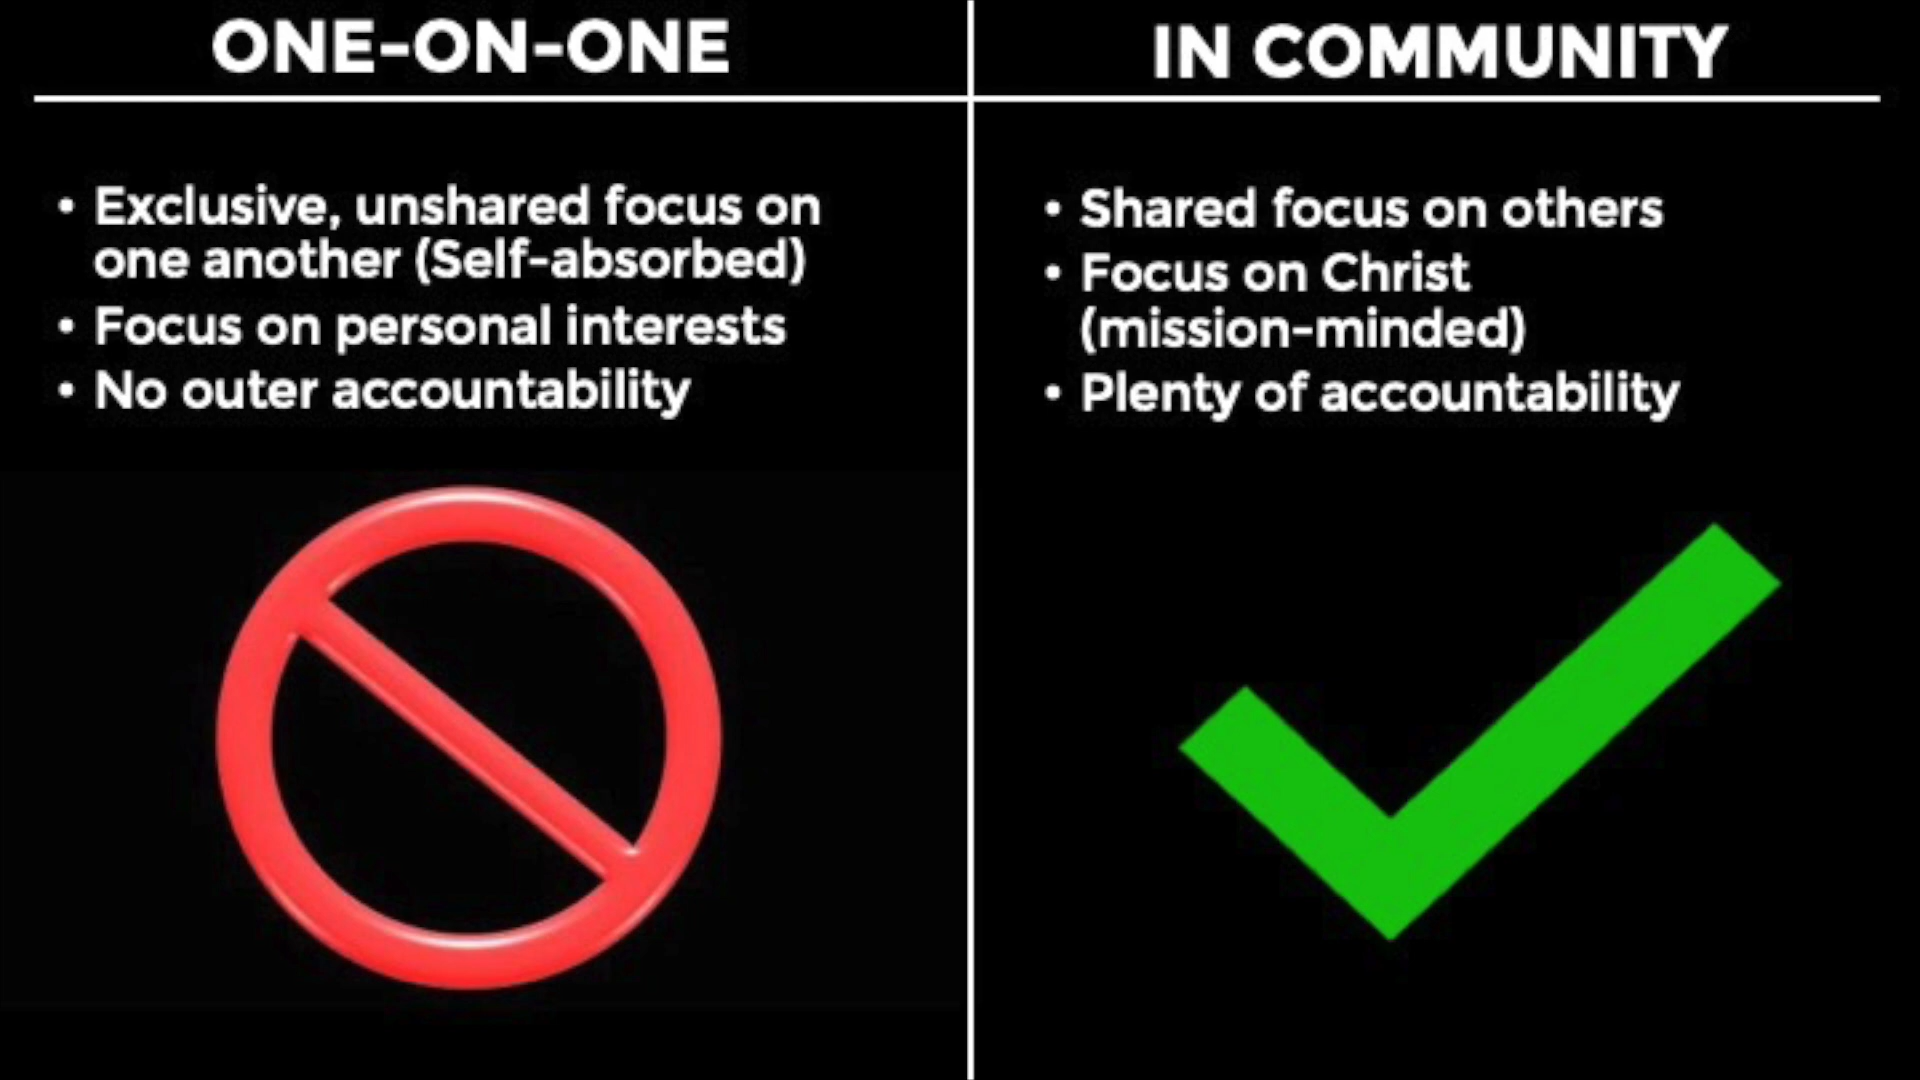 ONE-ON-ONE
• Exclusive, unshared focus on
one another (Self-absorbed)
• Focus on personal interests
• No outer accountability
IN COMMUNITY
• Shared focus on others
• Focus on Christ
(mission-minded)
• Plenty of accountability